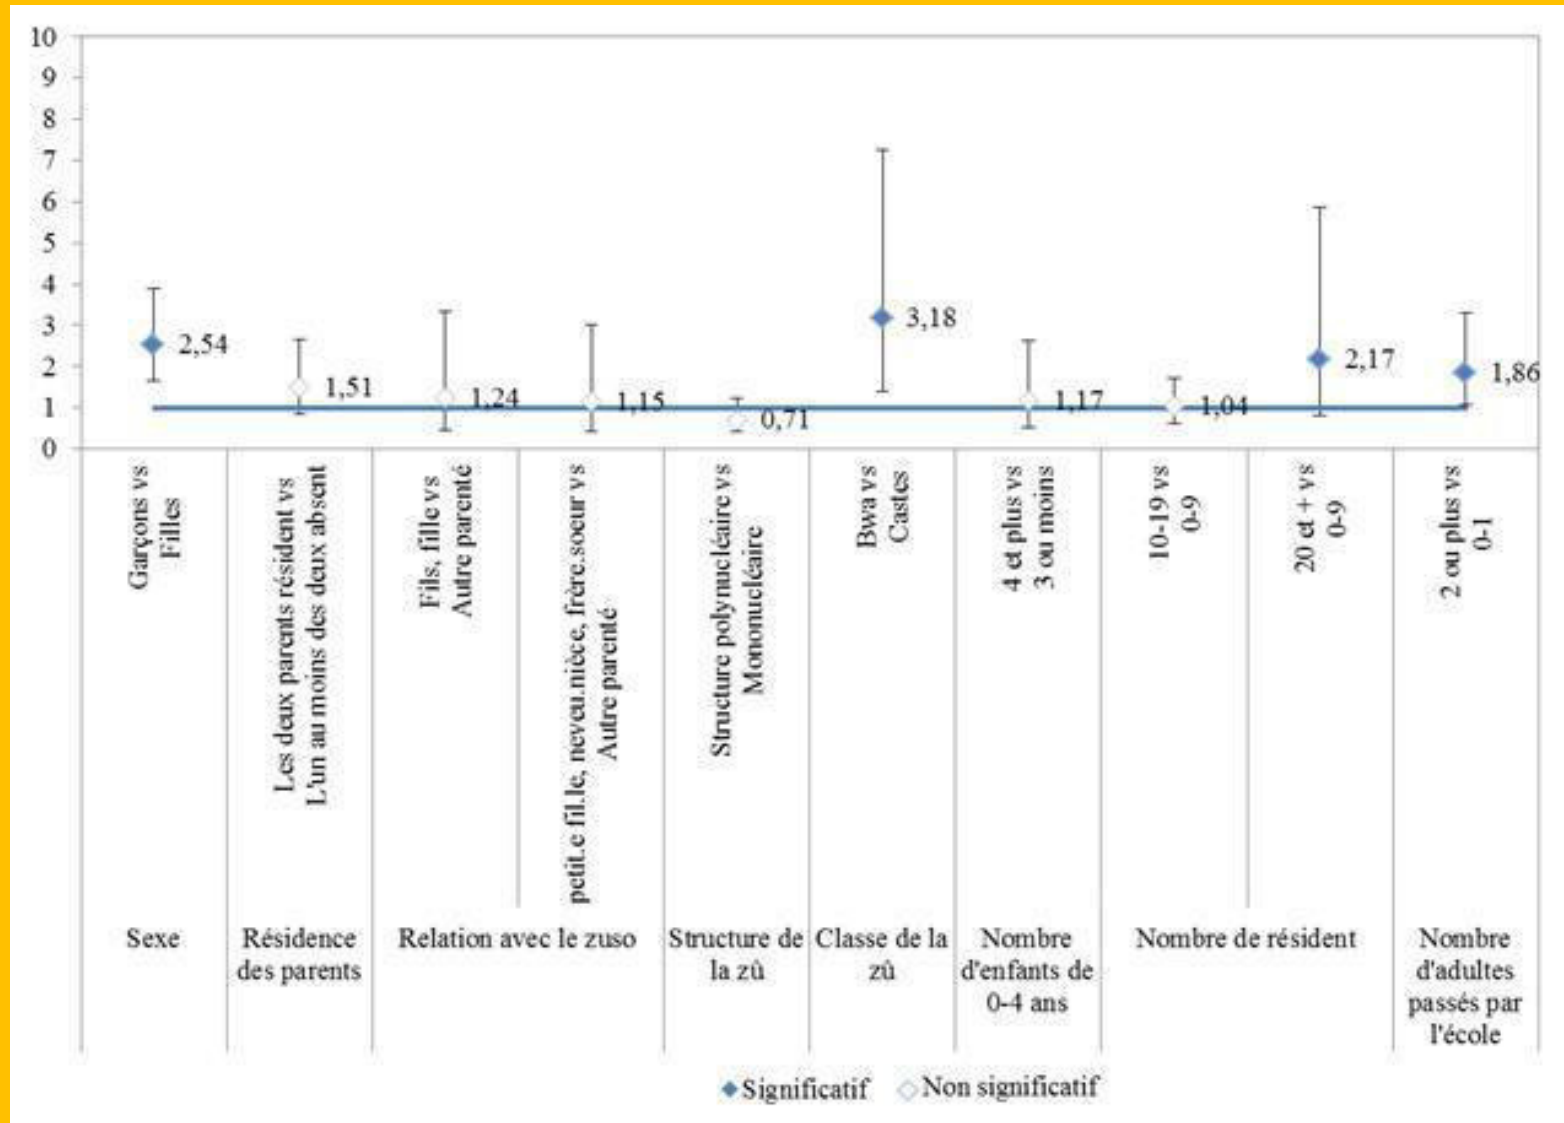 10
9
8
7
6
5
4
3
2
1
0
2,54
1,51
1,24
1,15
0,71
3,18
1,17
1,04
2,17
1,86
Garçons vs
Filles
Les deux parents résident vs
L'un au moins des deux absent
Fils, fille vs
Autre parenté
petit.e fil.le, neveu.nièce, frère.soeur vs
Autre parenté
Structure polynucléaire vs
Mononucléaire
Bwa vs
Castes
4 et plus vs
3 ou moins
10-19 vs
0-9
20 et + vs
0-9
2 ou plus vs
0-1
Sexe
Résidence
des parents
Relation avec le zuso
Structure de
la zû
Classe de la
zû
Nombre
d'enfants de
0-4 ans
Nombre de résident
Nombre
d'adultes
passés par
l'école
Significatif
Non significatif